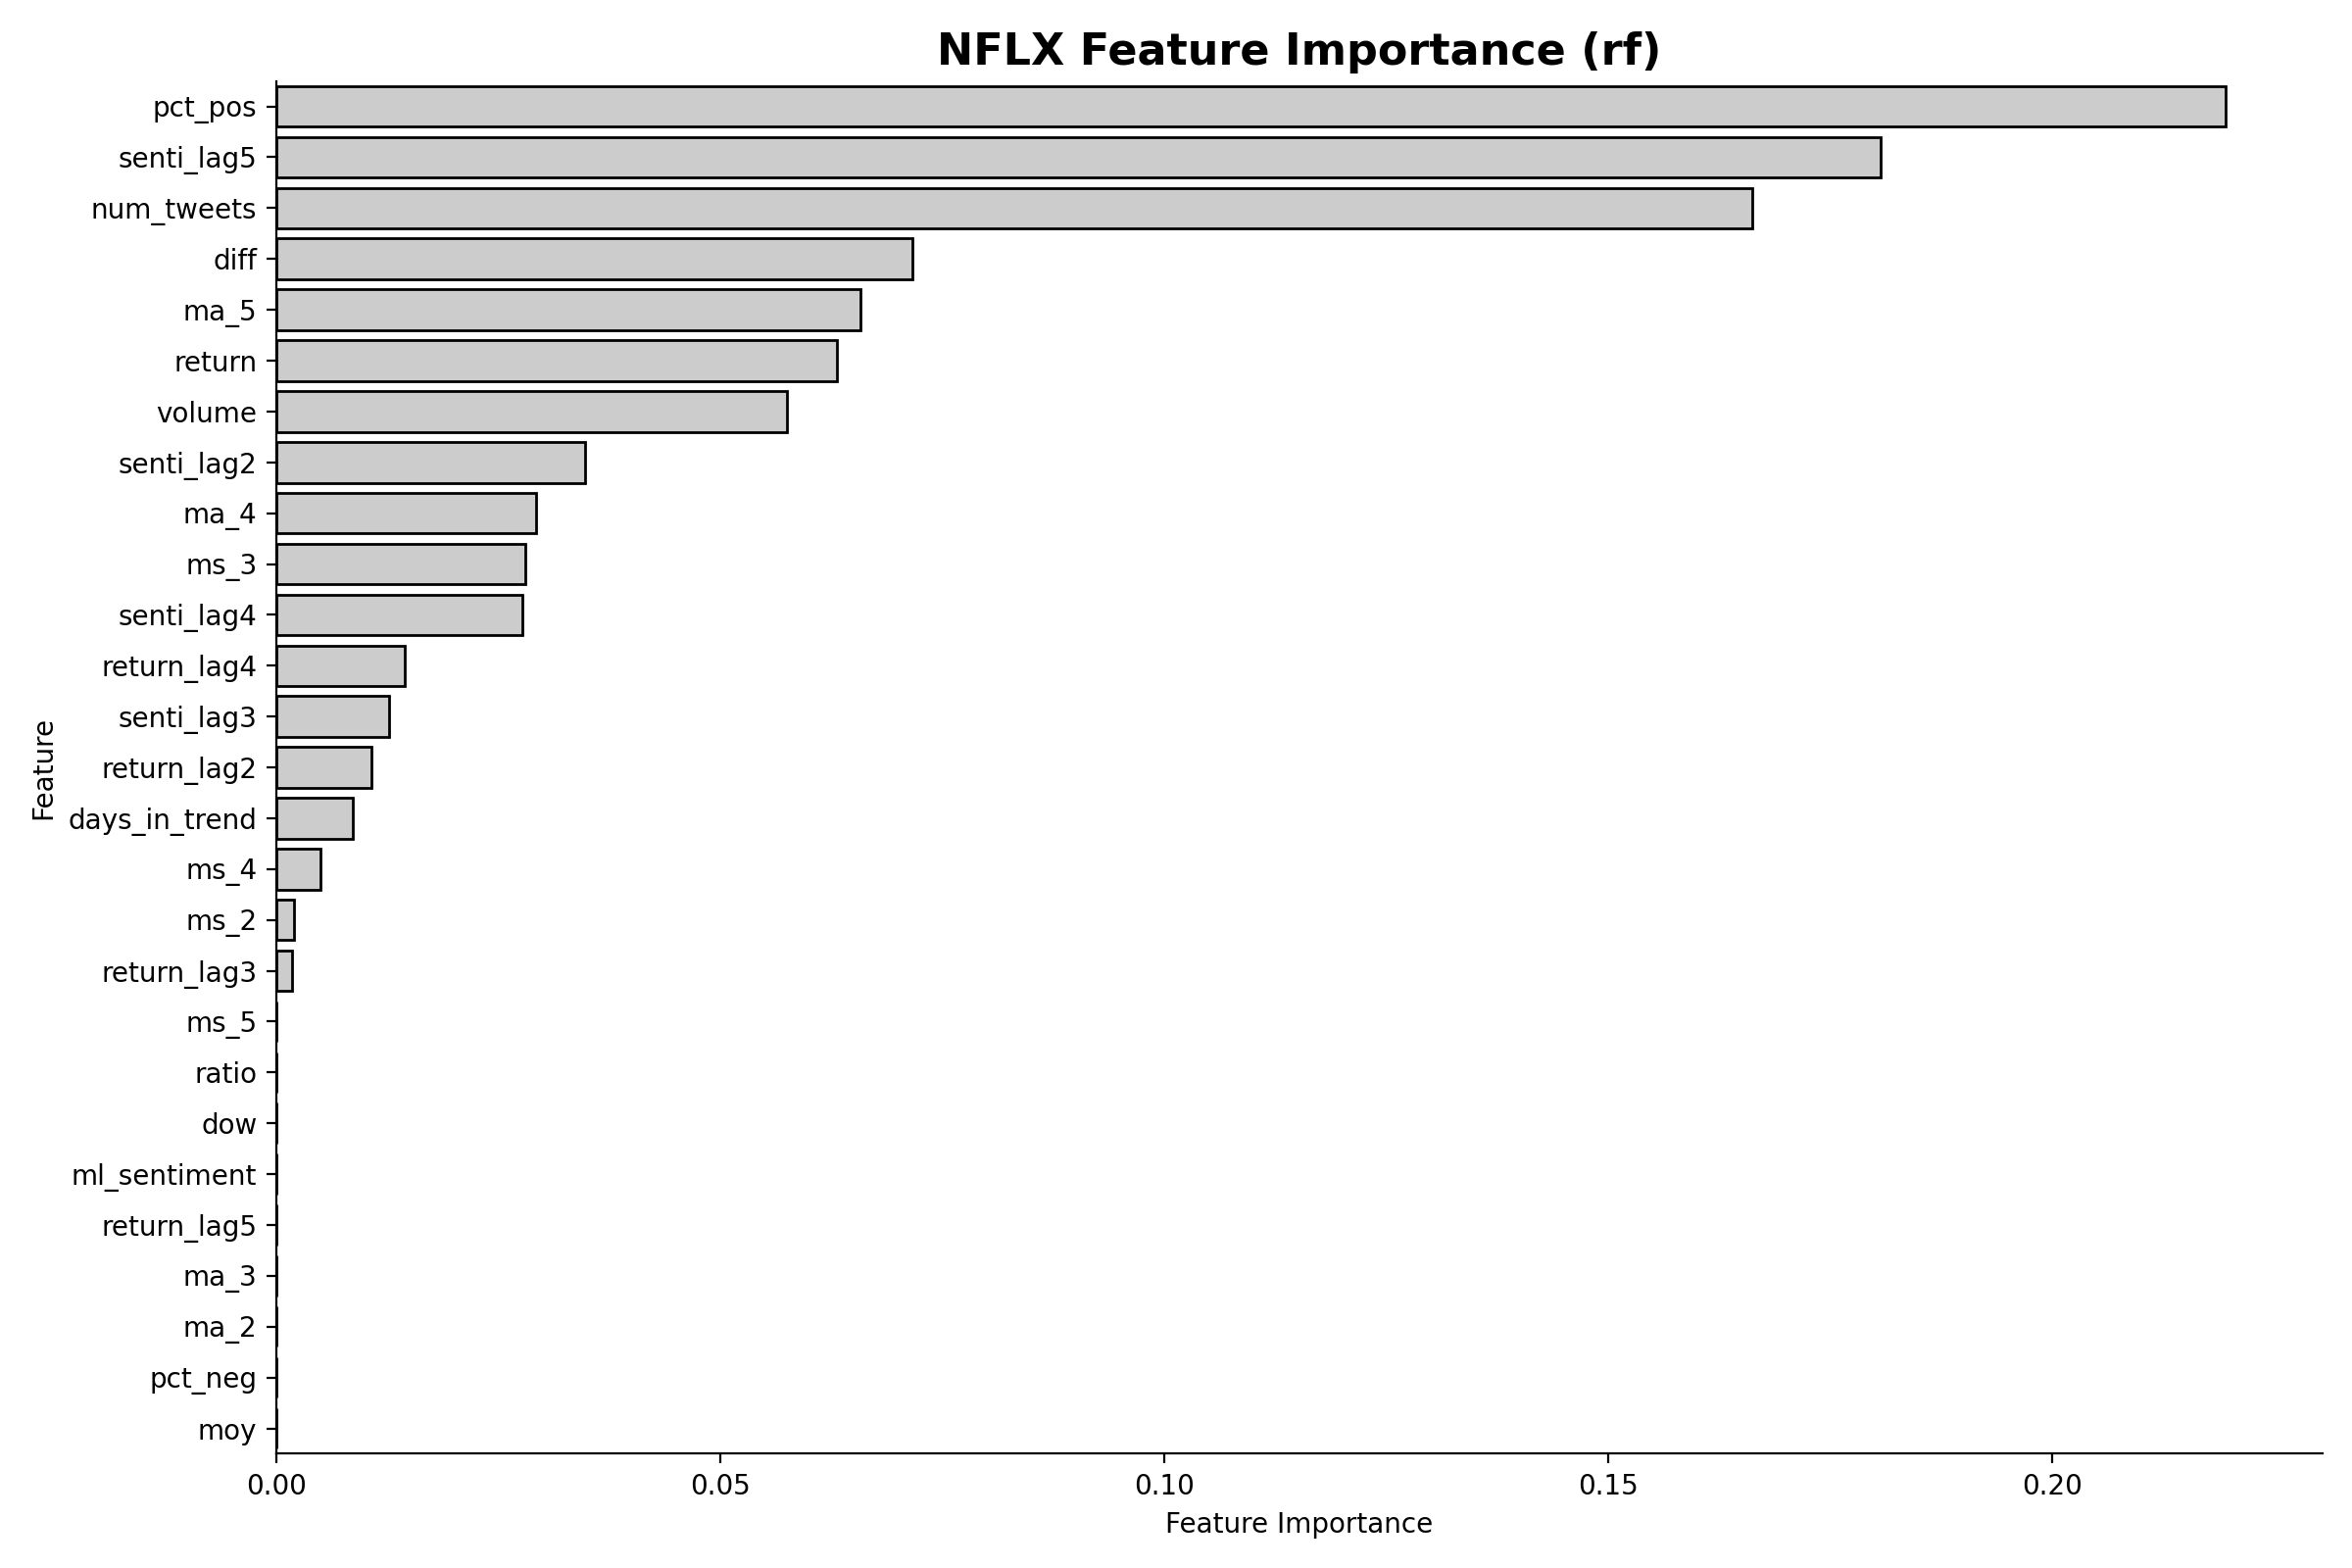 NFLX Feature Importance (rf)
pct_pos
senti_lag5
num_tweets
diff
ma_5
return
volume
senti_lag2
ma_4
ms_3
senti_lag4
return_lag4
senti_lag3
return_lag2
days_in_trend
ms_4
ms_2
return_lag3
ms_5
ratio
dow
ml_sentiment
return_lag5
ma_3
ma_2
pct_neg
moy
Feature
0.00 0.05 0.10 0.15 0.20
Feature Importance